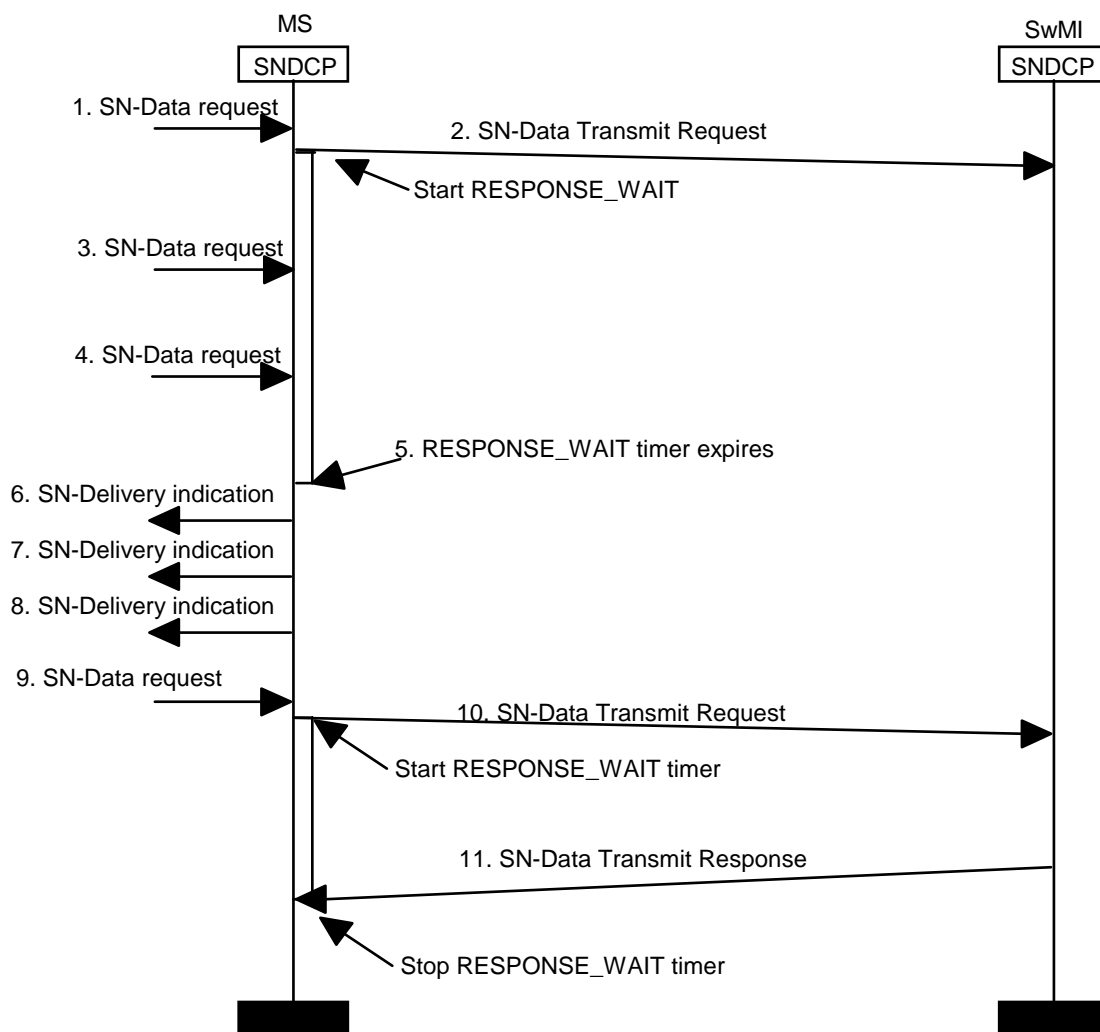 MS
SwMI
SNDCP
SNDCP
1. SN-Data request
2. SN-Data Transmit Request
Start RESPONSE_WAIT
3. SN-Data request
4. SN-Data request
5. RESPONSE_WAIT timer expires
6. SN-Delivery indication
7. SN-Delivery indication
8. SN-Delivery indication
9. SN-Data request
10. SN-Data Transmit Request
Start RESPONSE_WAIT timer
11. SN-Data Transmit Response
Stop RESPONSE_WAIT timer